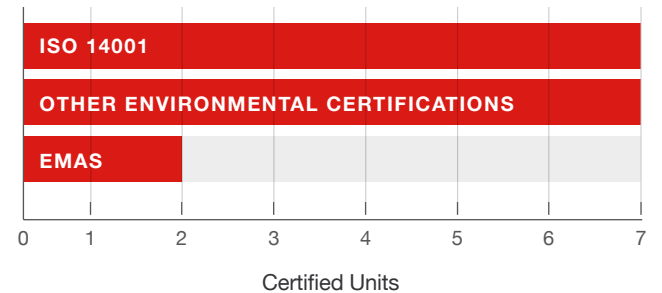 ISO 14001
OTHER ENVIRONMENTAL CERTIFICATIONS
EMAS
0 1 2 3 4 5 6 7
Certified Units